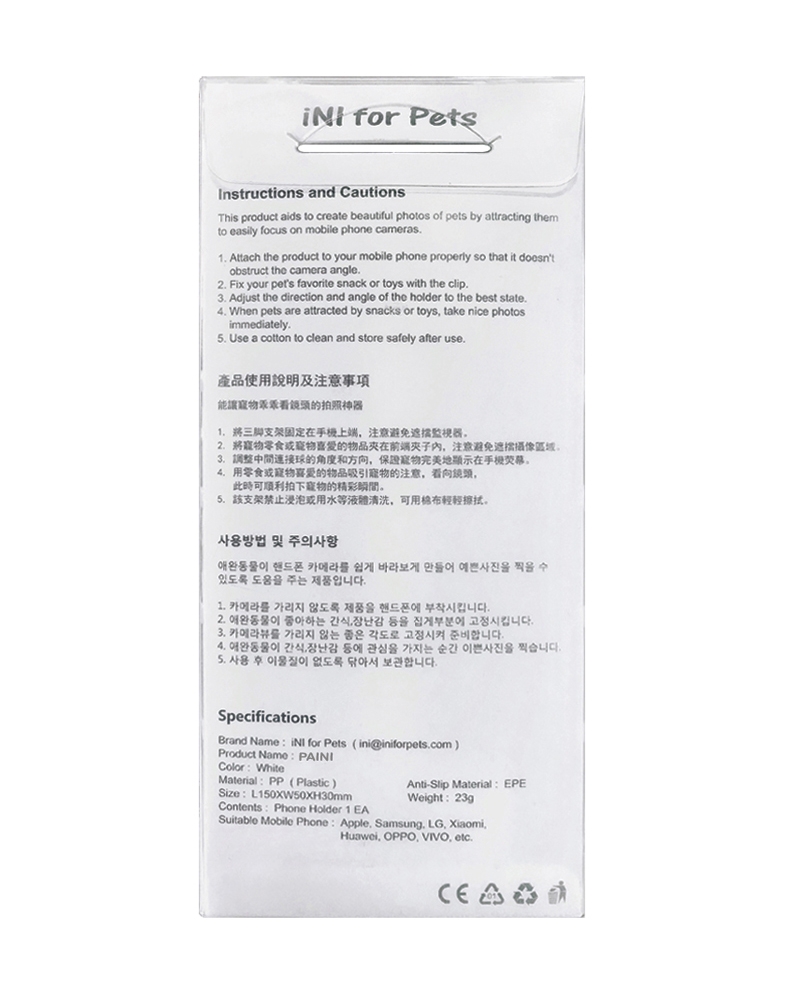 iNI for Pets
Instructions and Cautions
This product aids to create beautiful photos of pets by attracting them
to easily focus on mobile phone cameras.
1. Attach the product to your mobile phone properly so that it doesn't
obstruct the camera angle.
2. Fix your pet's favorite snack or toys with the clip.
3. Adjust the direction and angle of the holder to the best state.
4. When pets are attracted by snacks or toys, take nice photos
immediately.
5. Use a cotton to clean and store safely after use.
產品使用說明及注意事項
能讓寵物乖乖看鏡頭的拍照神器
1. 將三腳支架固定在手機上端，注意避免遮擋監視器。
2. 將寵物零食或寵物喜愛的物品夾在前端夾子內，注意避免遮擋攝像區域。
3. 調整中間連接球的角度和方向，保證寵物完美地顯示在手機熒幕。
4. 用零食或寵物喜愛的物品吸引寵物的注意，看向鏡頭，
此時可順利拍下寵物的精彩瞬間。
5. 該支架禁止浸泡或用水等液體清洗，可用棉布輕輕擦拭。
사용방법 및 주의사항
애완동물이 핸드폰 카메라를 쉽게 바라보게 만들어 예쁜사진을 찍을 수
있도록 도움을 주는 제품입니다.
1. 카메라를 가리지 않도록 제품을 핸드폰에 부착시킵니다.
2. 애완동물이 좋아하는 간식,장난감 등을 집게부분에 고정시킵니다.
3. 카메라뷰를 가리지 않는 좋은 각도로 고정시켜 준비합니다.
4. 애완동물이 간식,장난감 등에 관심을 가지는 순간 이쁜사진을 찍습니다.
5. 사용 후 이물질이 없도록 닦아서 보관합니다.
Specifications
Brand Name : iNI for Pets ( ini@iniforpets.com )
Product Name : PAINI
Color : White
Material : PP ( Plastic ) Anti-Slip Material : EPE
Size : L150XW50XH30mm Weight : 23g
Contents : Phone Holder 1 EA
Suitable Mobile Phone : Apple, Samsung, LG, Xiaomi,
Huawei, OPPO, VIVO, etc.
CE 01